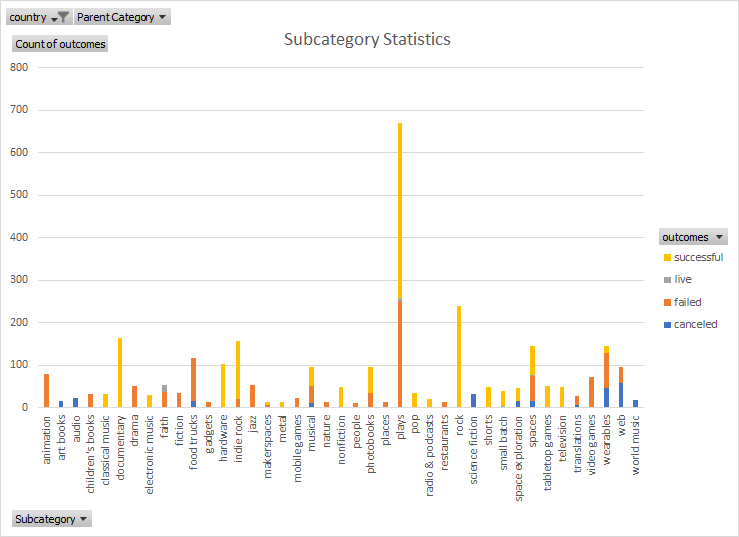 country Parent Category
Count of outcomes
Subcategory Statistics
800
700
600
500
400
300
200
100
0
animation
art books
audio
children's books
classical music
documentary
drama
electronic music
faith
fiction
food trucks
gadgets
hardware
indie rock
jazz
makerspaces
metal
mobile games
musical
nature
nonfiction
people
photobooks
places
plays
pop
radio & podcasts
restaurants
rock
science fiction
shorts
small batch
space exploration
spaces
tabletop games
television
translations
video games
wearables
web
world music
outcomes
successful
live
failed
canceled
Subcategory